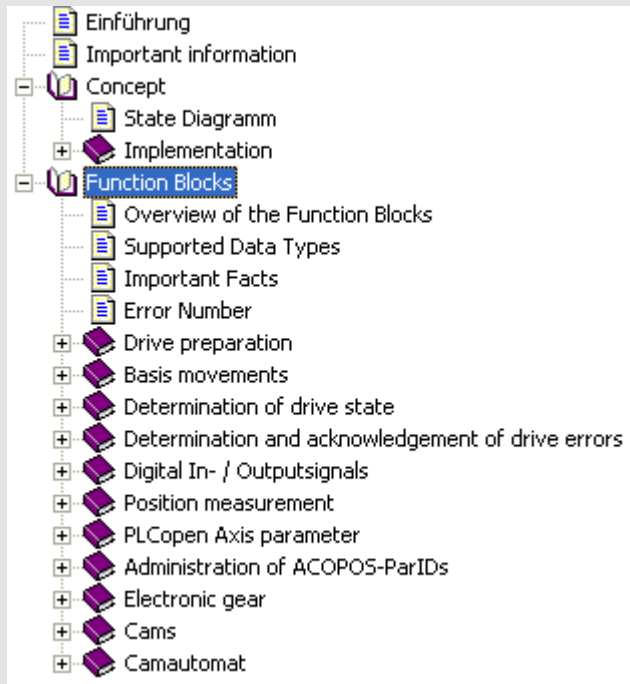 Einführung
Important information
Concept
State Diagramm
Implementation
Function Blocks
Overview of the Function Blocks
Supported Data Types
Important Facts
Error Number
Drive preparation
Basis movements
Determination of drive state
Determination and acknowledgement of drive errors
Digital In- / Outputsignals
Position measurement
PLCopen Axis parameter
Administration of ACOPOS-ParIDs
Electronic gear
Cams
Camautomat